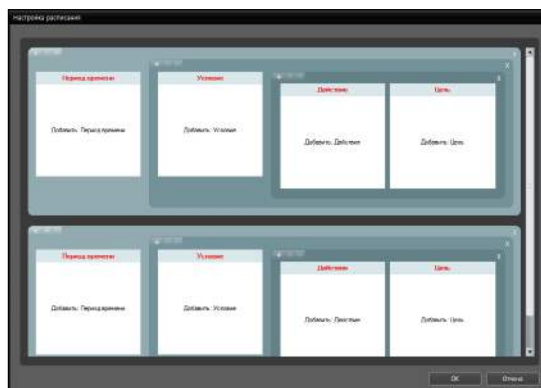 Настройка расписания
X
X
X
Период времени
Условие
Действие
Цель
Добавить: Период времени
Добавить: Условие
Добавить: Действие
Добавить: Цель
X
X
X
Период времени
Условие
Действие
Цель
Добавить: Период времени
Добавить: Условие
Добавить: Действие
Добавить: Цель
OK
Отмена